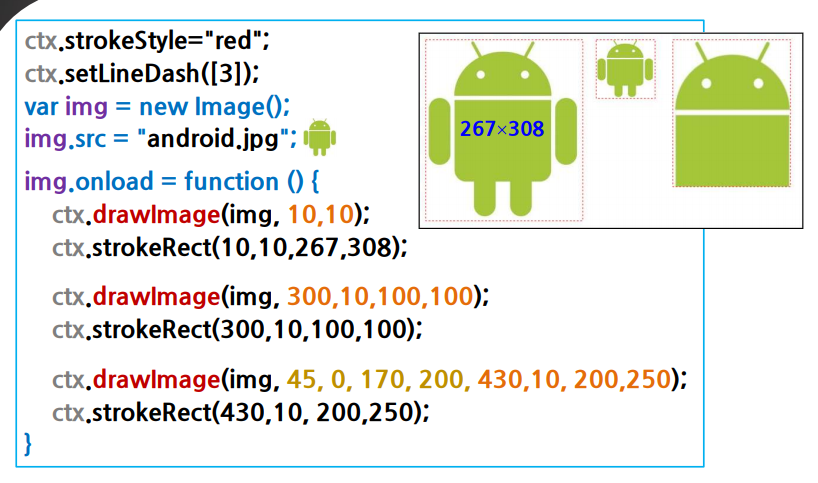 ctx.strokeStyle="red";
ctx.setLineDash([3]);
var img = new Image();
img.src = "android.jpg";
img.onload = function () {
ctx.drawImage(img, 10,10);
ctx.strokeRect(10,10,267,308);
ctx.drawImage(img, 300,10,100,100);
ctx.strokeRect(300,10,100,100);
ctx.drawImage(img, 45, 0, 170, 200, 430,10, 200,250);
ctx.strokeRect(430,10, 200,250);
}
267×308